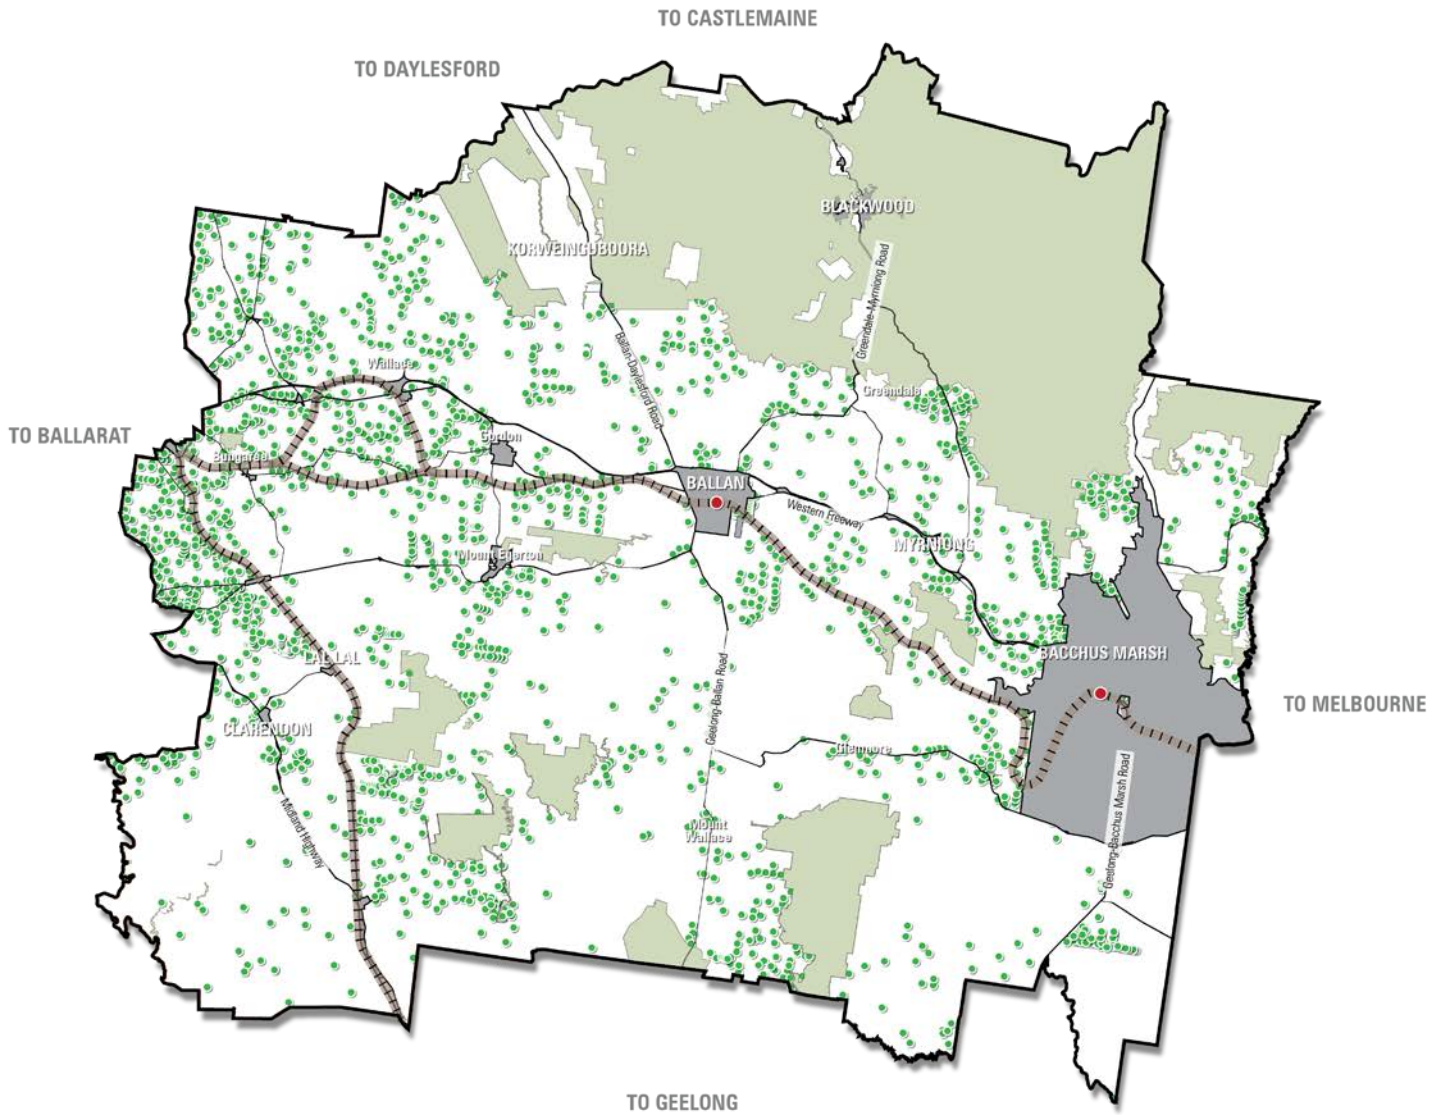 TO CASTLEMAINE
TO DAYLESFORD
BLACKWOOD
KORWEINGUBOORA
Greendale-Myrniong Road
Ballan-Daylesford Road
Wallace
Greendale
TO BALLARAT
Gordon
Bungaree
BALLAN
Western Freeway
MYRNIONG
Mount Egerton
LAL LAL
BACCHUS MARSH
Geelong-Ballan Road
TO MELBOURNE
CLARENDON
Glenmore
Midland Highway
Mount
Wallace
Geelong-Bacchus Marsh Road
TO GEELONG